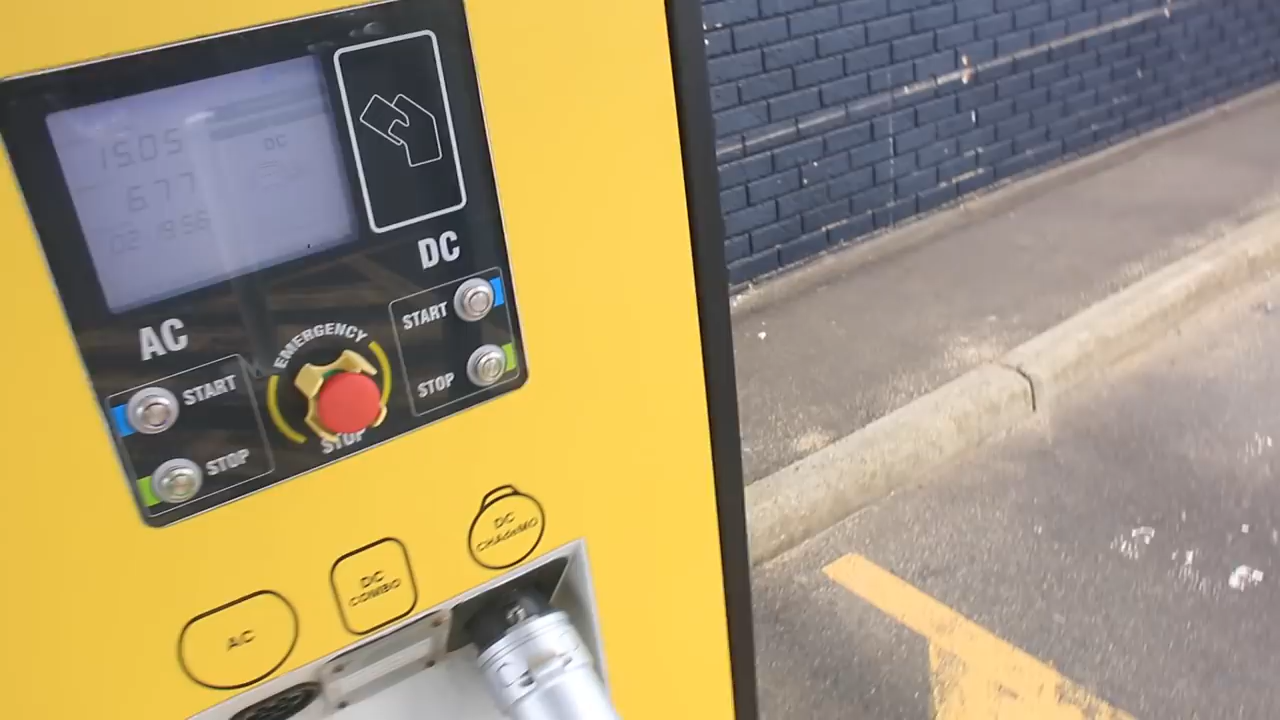 15.05
DC
6.77
DC
AC
START
STOP
EMERGENCY
STOP
START
STOP
DC
CHAdeMO
DC
COMBO
AC